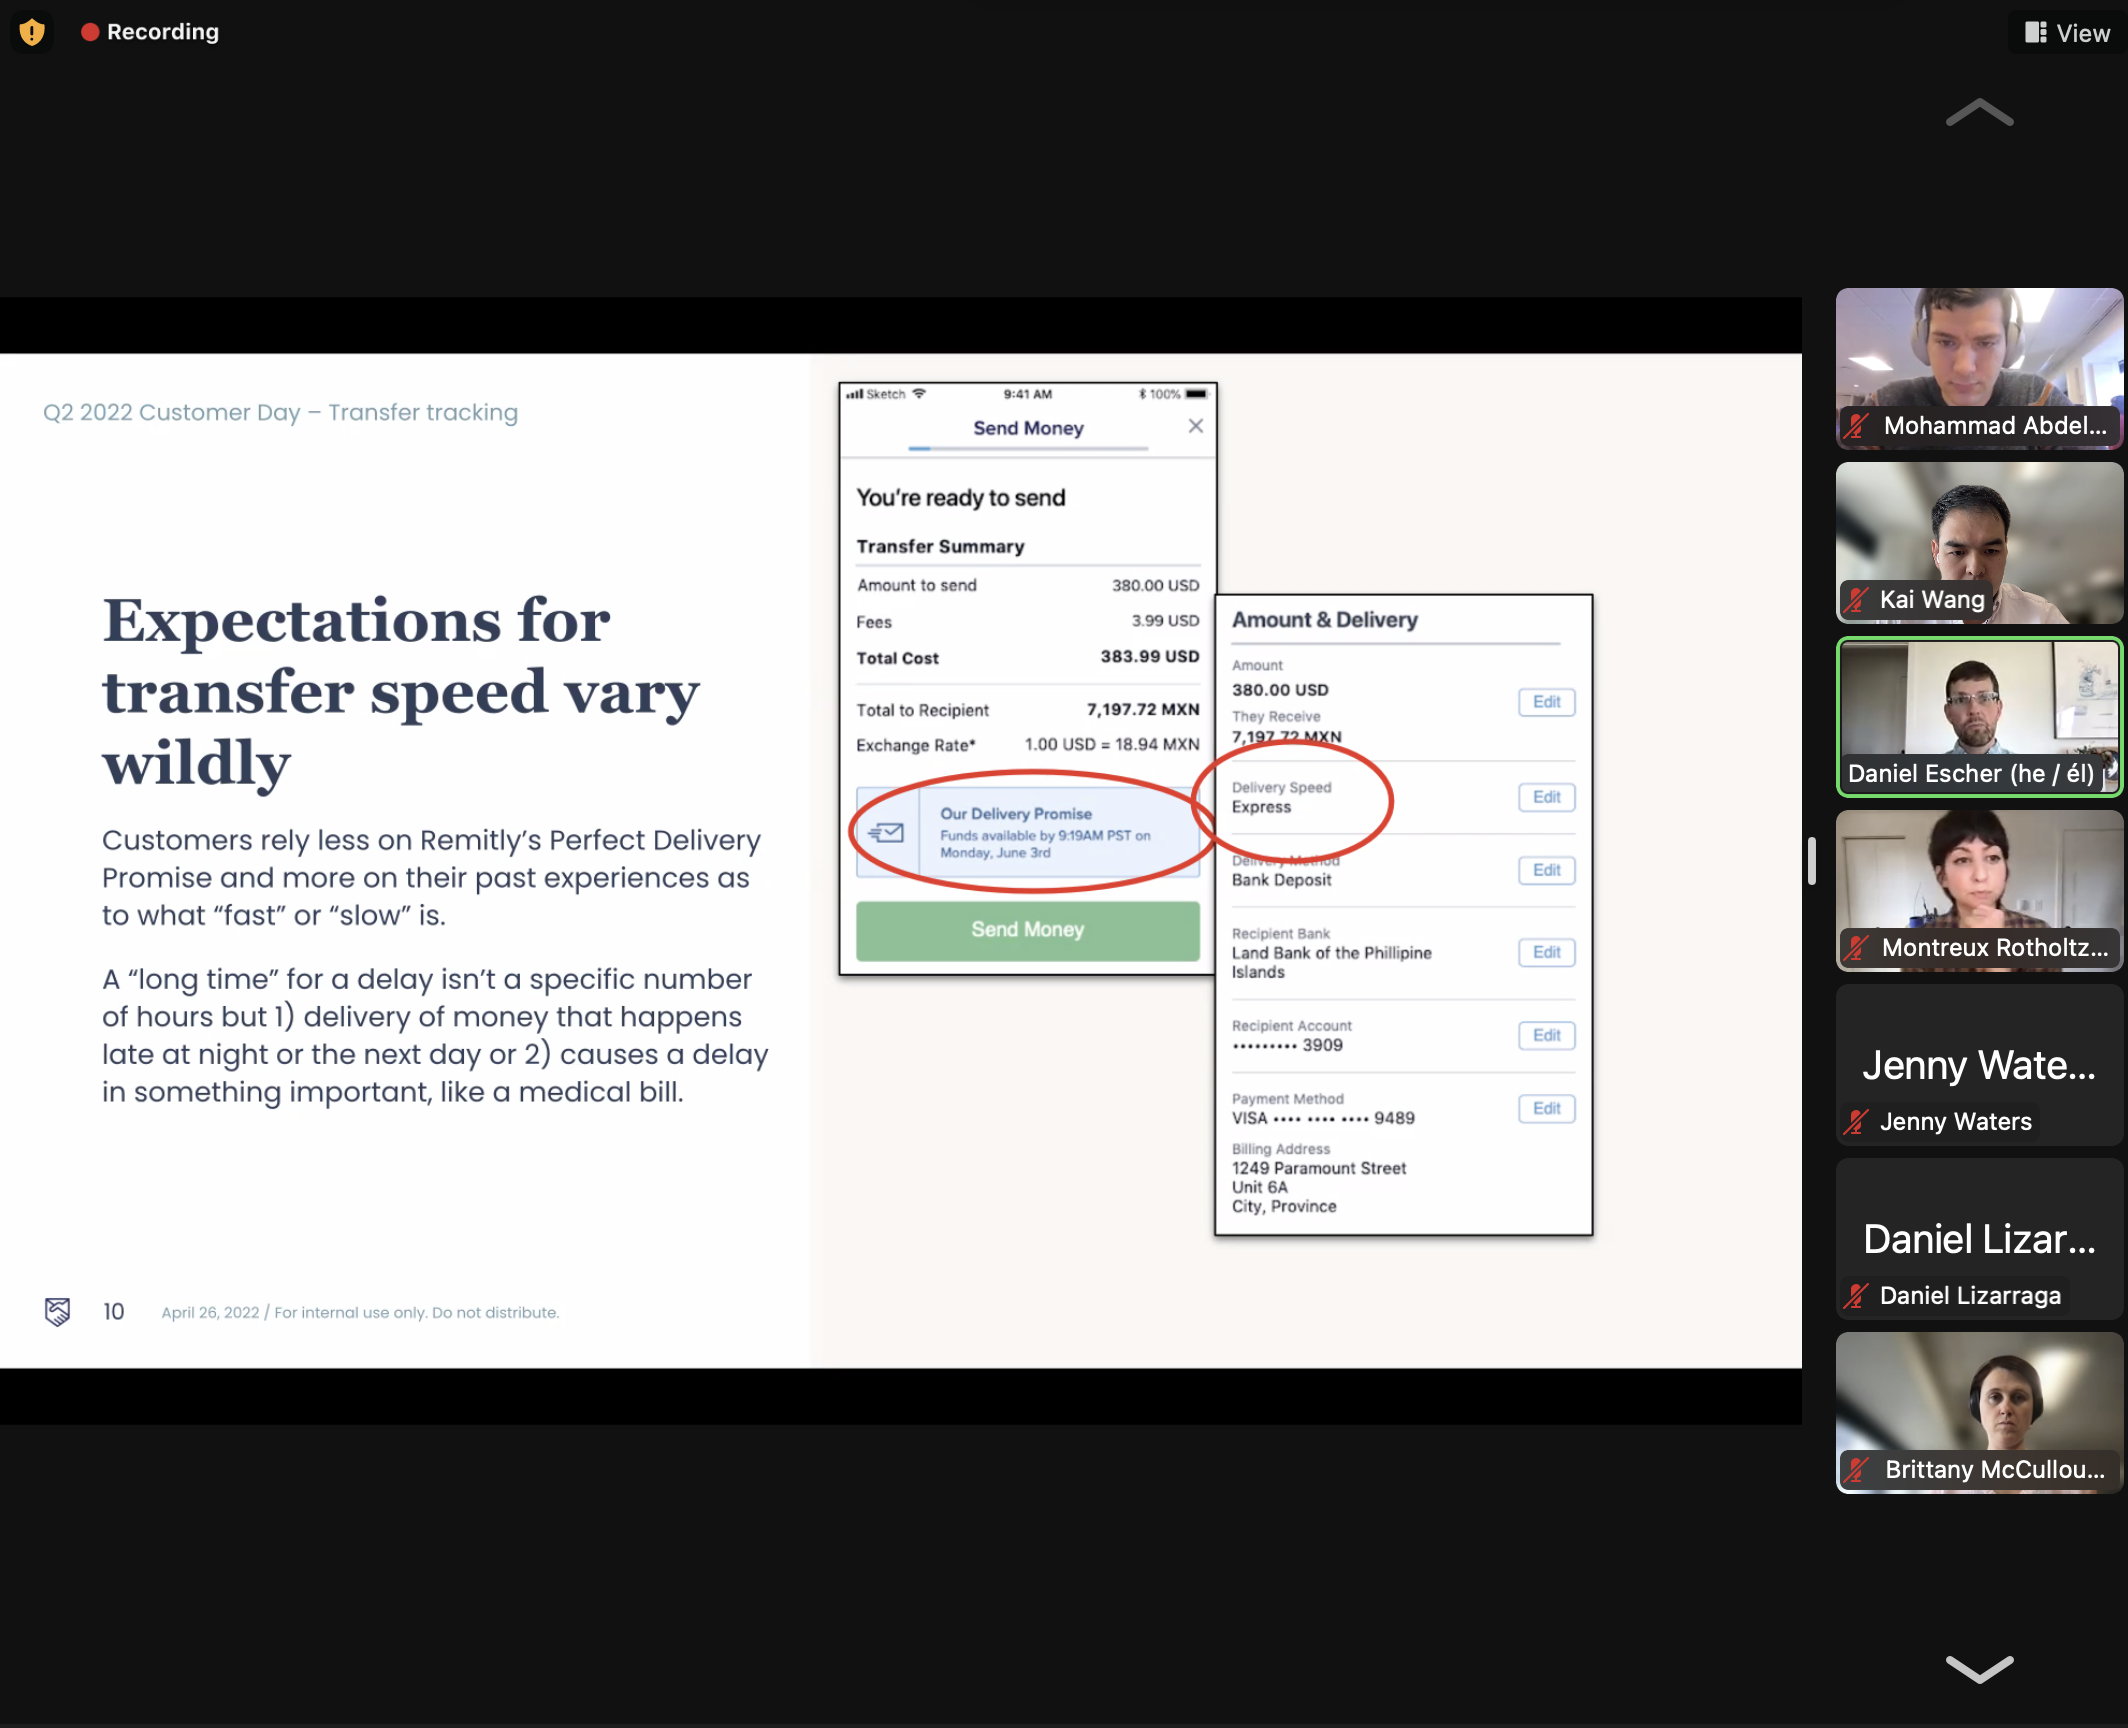 Recording
View
Q2 2022 Customer Day – Transfer tracking
Expectations for
transfer speed vary
wildly
Customers rely less on Remitly's Perfect Delivery
Promise and more on their past experiences as
to what “fast” or “slow” is.
A “long time” for a delay isn't a specific number
of hours but 1) delivery of money that happens
late at night or the next day or 2) causes a delay
in something important, like a medical bill.
10
April 26, 2022 / For internal use only. Do not distribute.
Sketch 9:41 AM 100%
Send Money
You're ready to send
Transfer Summary
Amount to send 380.00 USD
Fees 3.99 USD
Total Cost 383.99 USD
Total to Recipient 7,197.72 MXN
Exchange Rate* 1.00 USD = 18.94 MXN
Our Delivery Promise
Funds available by 9:19AM PST on
Monday, June 3rd
Send Money
Amount & Delivery
Amount
380.00 USD
Edit
They Receive
7,197.72 MXN
Delivery Speed
Express
Edit
Delivery Method
Bank Deposit
Edit
Recipient Bank
Land Bank of the Phillipine
Islands
Edit
Recipient Account
••••••••• 3909
Edit
Payment Method
VISA •••• •••• •••• 9489
Edit
Billing Address
1249 Paramount Street
Unit 6A
City, Province
Mohammad Abdel...
Kai Wang
Daniel Escher (he / él)
Montreux Rotholtz...
Jenny Wate...
Jenny Waters
Daniel Lizar...
Daniel Lizarraga
Brittany McCullou...